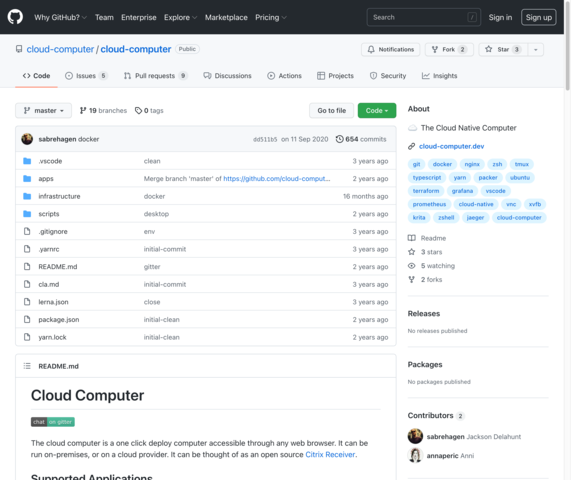 Why GitHub?
Team
Enterprise
Explore
Marketplace
Pricing
Search
/
Sign in
Sign up
cloud-computer / cloud-computer
Public
Notifications
Fork 2
Star 3
Code
Issues 5
Pull requests 9
Discussions
Actions
Projects
Security
Insights
master
19 branches
0 tags
Go to file
Code
sabrehagen docker
dd511b5 on 11 Sep 2020
654 commits
.vscode clean 3 years ago
apps Merge branch 'master' of https://github.com/cloud-comput... 2 years ago
infrastructure docker 16 months ago
scripts desktop 2 years ago
.gitignore env 3 years ago
.yarnrc initial-commit 3 years ago
README.md gitter 2 years ago
cla.md initial-commit 3 years ago
lerna.json close 3 years ago
package.json initial-clean 2 years ago
yarn.lock initial-clean 2 years ago
README.md
Cloud Computer
chat on gitter
The cloud computer is a one click deploy computer accessible through any web browser. It can be
run on-premises, or on a cloud provider. It can be thought of as an open source Citrix Receiver.
Supported Applications
About
The Cloud Native Computer
cloud-computer.dev
git docker nginx zsh tmux
typescript yarn packer ubuntu
terraform grafana vscode
prometheus cloud-native vnc xvfb
krita zshell jaeger cloud-computer
Readme
3 stars
5 watching
2 forks
Releases
No releases published
Packages
No packages published
Contributors 2
sabrehagen Jackson Delahunt
annaperic Anni